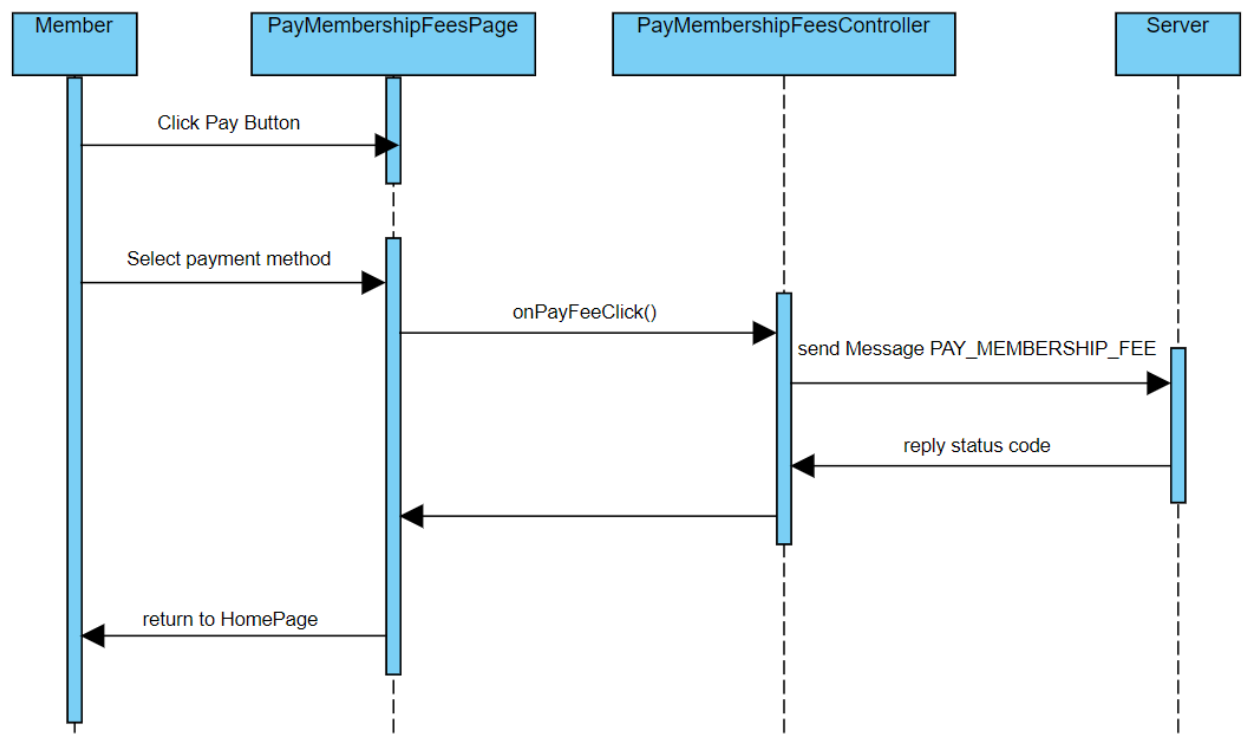 Member
PayMembershipFeesPage
PayMembershipFeesController
Server
Click Pay Button
Select payment method
onPayFeeClick()
send Message PAY_MEMBERSHIP_FEE
reply status code
return to HomePage